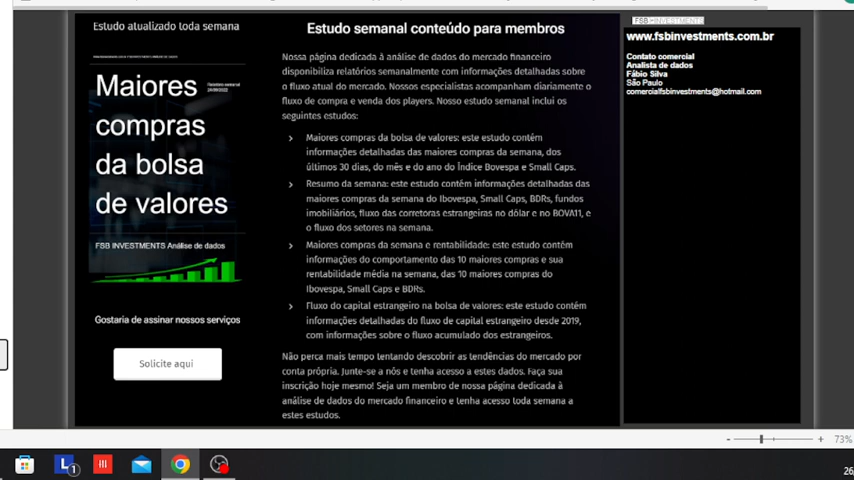 Estudo atualizado toda semana
Maiores
compras
da bolsa
de valores
FSB INVESTMENTS Análise de dados
Gostaria de assinar nossos serviços
Solicite aqui
Estudo semanal conteúdo para membros
Nossa página dedicada à análise de dados do mercado financeiro
disponibiliza relatórios semanalmente com informações detalhadas sobre
o fluxo atual do mercado. Nossos especialistas acompanham diariamente o
fluxo de compra e venda dos players. Nosso estudo semanal inclui os
seguintes estudos:
Maiores compras da bolsa de valores: este estudo contém
informações detalhadas das maiores compras da semana, dos
últimos 30 dias, do mês e do ano do Índice Bovespa e Small Caps.
Resumo da semana: este estudo contém informações detalhadas das
maiores compras da semana do Ibovespa, Small Caps, BDRs, fundos
imobiliários, fluxo das corretoras estrangeiras no dólar e no BOVA11, e
o fluxo dos setores na semana.
Maiores compras da semana e rentabilidade: este estudo contém
informações do comportamento das 10 maiores compras e sua
rentabilidade média na semana, das 10 maiores compras do
Ibovespa, Small Caps e BDRs.
Fluxo do capital estrangeiro na bolsa de valores: este estudo contém
informações detalhadas do fluxo de capital estrangeiro desde 2019,
com informações sobre o fluxo acumulado dos estrangeiros.
Não perca mais tempo tentando descobrir as tendências do mercado por
conta própria. Junte-se a nós e tenha acesso a estes dados. Faça sua
inscrição hoje mesmo! Seja um membro de nossa página dedicada à
análise de dados do mercado financeiro e tenha acesso toda semana a
estes estudos.
FSB - INVESTMENTS
www.fsbinvestments.com.br
Contato comercial
Analista de dados
Fábio Silva
São Paulo
comercialfsbinvestments@hotmail.com
- + 73%
L 1
26